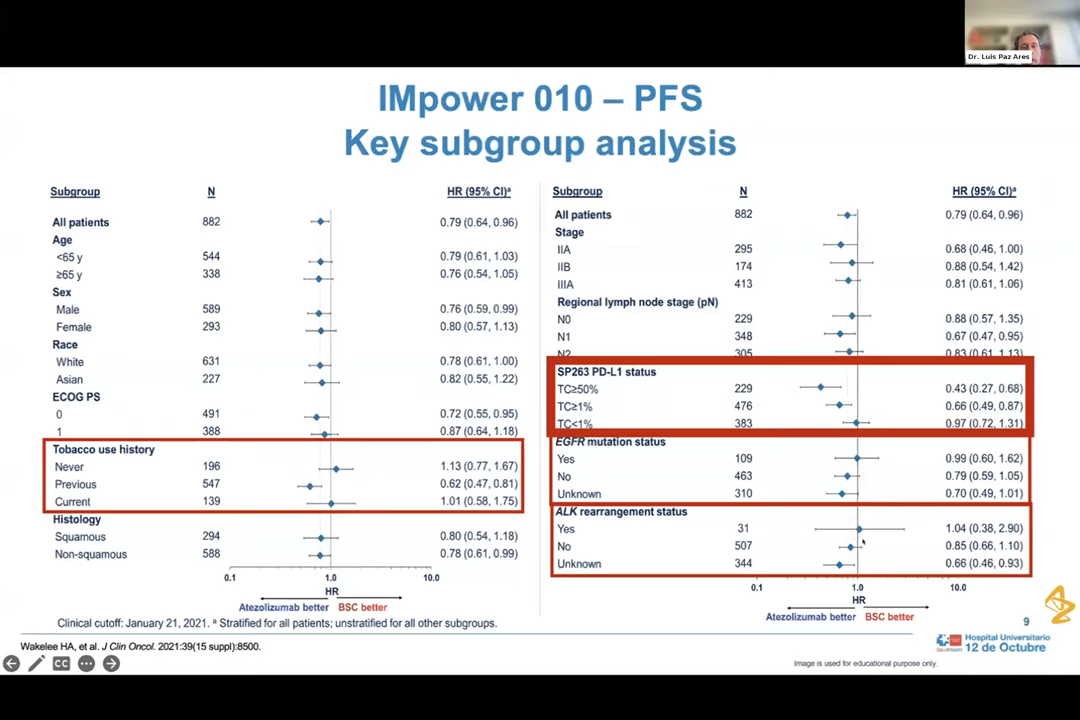 Dr. Luis Paz Ares
IMpower 010 – PFS
Key subgroup analysis
Subgroup N HR (95% CI)ª
All patients 882 0.79 (0.64, 0.96)
Age
<65 y 544 0.79 (0.61, 1.03)
≥65 y 338 0.76 (0.54, 1.05)
Sex
Male 589 0.76 (0.59, 0.99)
Female 293 0.80 (0.57, 1.13)
Race
White 631 0.78 (0.61, 1.00)
Asian 227 0.82 (0.55, 1.22)
ECOG PS
0 491 0.72 (0.55, 0.95)
1 388 0.87 (0.64, 1.18)
Tobacco use history
Never 196 1.13 (0.77, 1.67)
Previous 547 0.62 (0.47, 0.81)
Current 139 1.01 (0.58, 1.75)
Histology
Squamous 294 0.80 (0.54, 1.18)
Non-squamous 588 0.78 (0.61, 0.99)
0.1 1.0 10.0
HR
Atezolizumab better BSC better
Subgroup N HR (95% CI)ª
All patients 882 0.79 (0.64, 0.96)
Stage
IIA 295 0.68 (0.46, 1.00)
IIB 174 0.88 (0.54, 1.42)
IIIA 413 0.81 (0.61, 1.06)
Regional lymph node stage (pN)
N0 229 0.88 (0.57, 1.35)
N1 348 0.67 (0.47, 0.95)
N2 305 0.83 (0.61, 1.13)
SP263 PD-L1 status
TC≥50% 229 0.43 (0.27, 0.68)
TC≥1% 476 0.66 (0.49, 0.87)
TC<1% 383 0.97 (0.72, 1.31)
EGFR mutation status
Yes 109 0.99 (0.60, 1.62)
No 463 0.79 (0.59, 1.05)
Unknown 310 0.70 (0.49, 1.01)
ALK rearrangement status
Yes 31 1.04 (0.38, 2.90)
No 507 0.85 (0.66, 1.10)
Unknown 344 0.66 (0.46, 0.93)
0.1 1.0 10.0
HR
Atezolizumab better BSC better
Clinical cutoff: January 21, 2021. ª Stratified for all patients; unstratified for all other subgroups.
9
Wakelee HA, et al. J Clin Oncol. 2021:39(15 suppl):8500.
Hospital Universitario
12 de Octubre
CC
Image is used for educational purpose only.